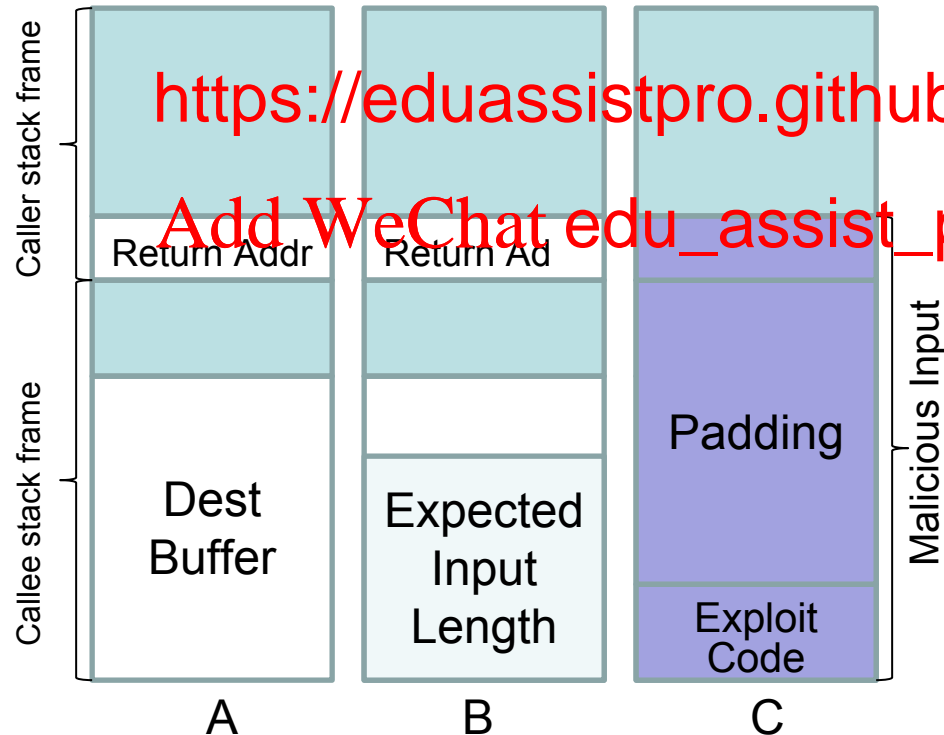 Caller stack frame
https://eduassistpro.github
Add WeChat edu_assist_p
Return Addr
Return Ad
Callee stack frame
Dest
Buffer
Expected
Input
Length
Padding
Exploit
Code
Malicious Input
A
B
C